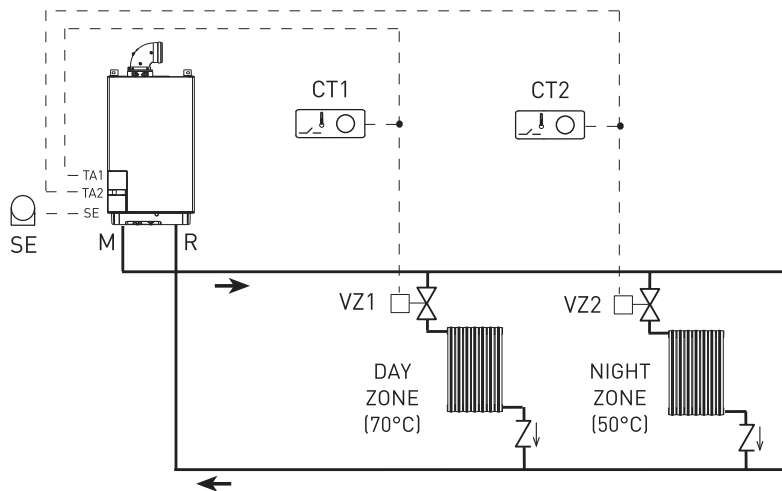 CT1
CT2
TA1
TA2
SE
SE
M
R
VZ1
VZ2
DAY
ZONE
(70°C)
NIGHT
ZONE
(50°C)